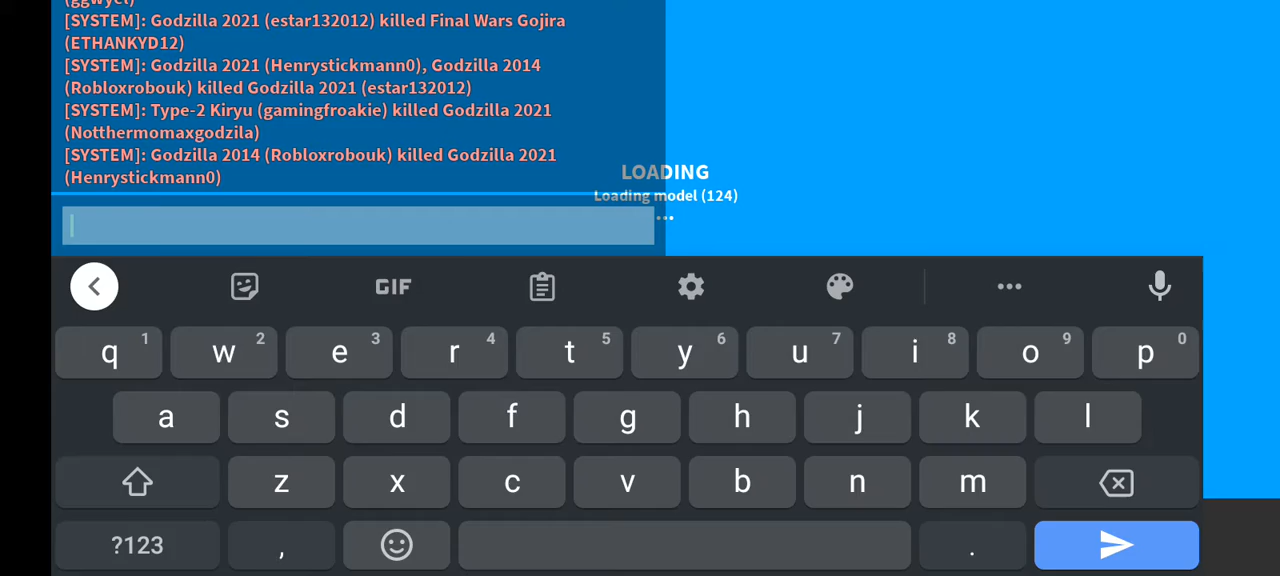 (ggwyel)
[SYSTEM]: Godzilla 2021 (estar132012) killed Final Wars Gojira
(ETHANKYD12)
[SYSTEM]: Godzilla 2021 (Henrystickmann0), Godzilla 2014
(Robloxrobouk) killed Godzilla 2021 (estar132012)
[SYSTEM]: Type-2 Kiryu (gamingfroakie) killed Godzilla 2021
(Notthermomaxgodzila)
[SYSTEM]: Godzilla 2014 (Robloxrobouk) killed Godzilla 2021
(Henrystickmann0)
LOADING
Loading model (124)
...
GIF
q 1 w 2 e 3 r 4 t 5 y 6 u 7 i 8 o 9 p 0
a s d f g h j k l
z x c v b n m
?123 , .